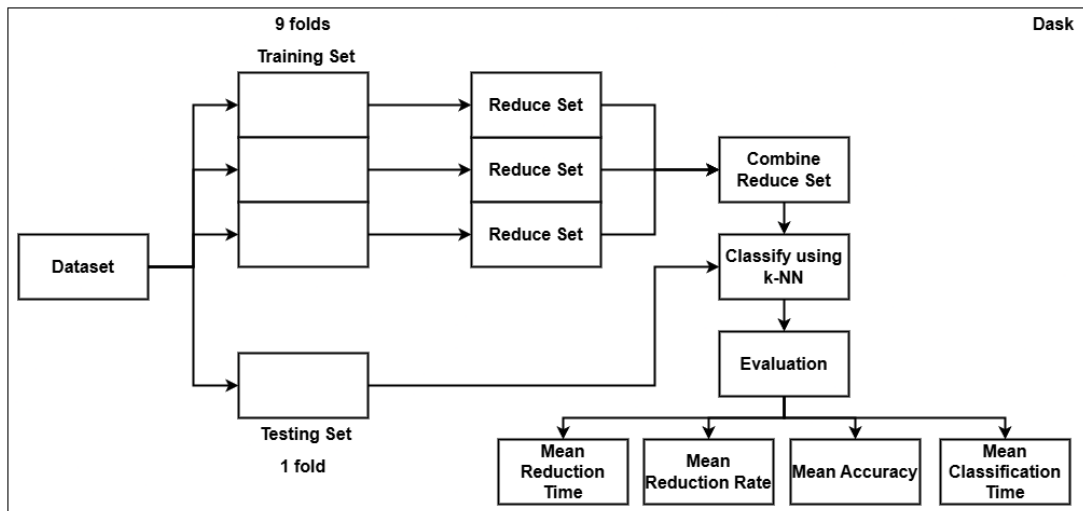 9 folds
Dask
Training Set
Reduce Set
Reduce Set
Reduce Set
Combine
Reduce Set
Dataset
Classify using
k-NN
Evaluation
Testing Set
1 fold
Mean
Reduction
Time
Mean
Reduction Rate
Mean Accuracy
Mean
Classification
Time